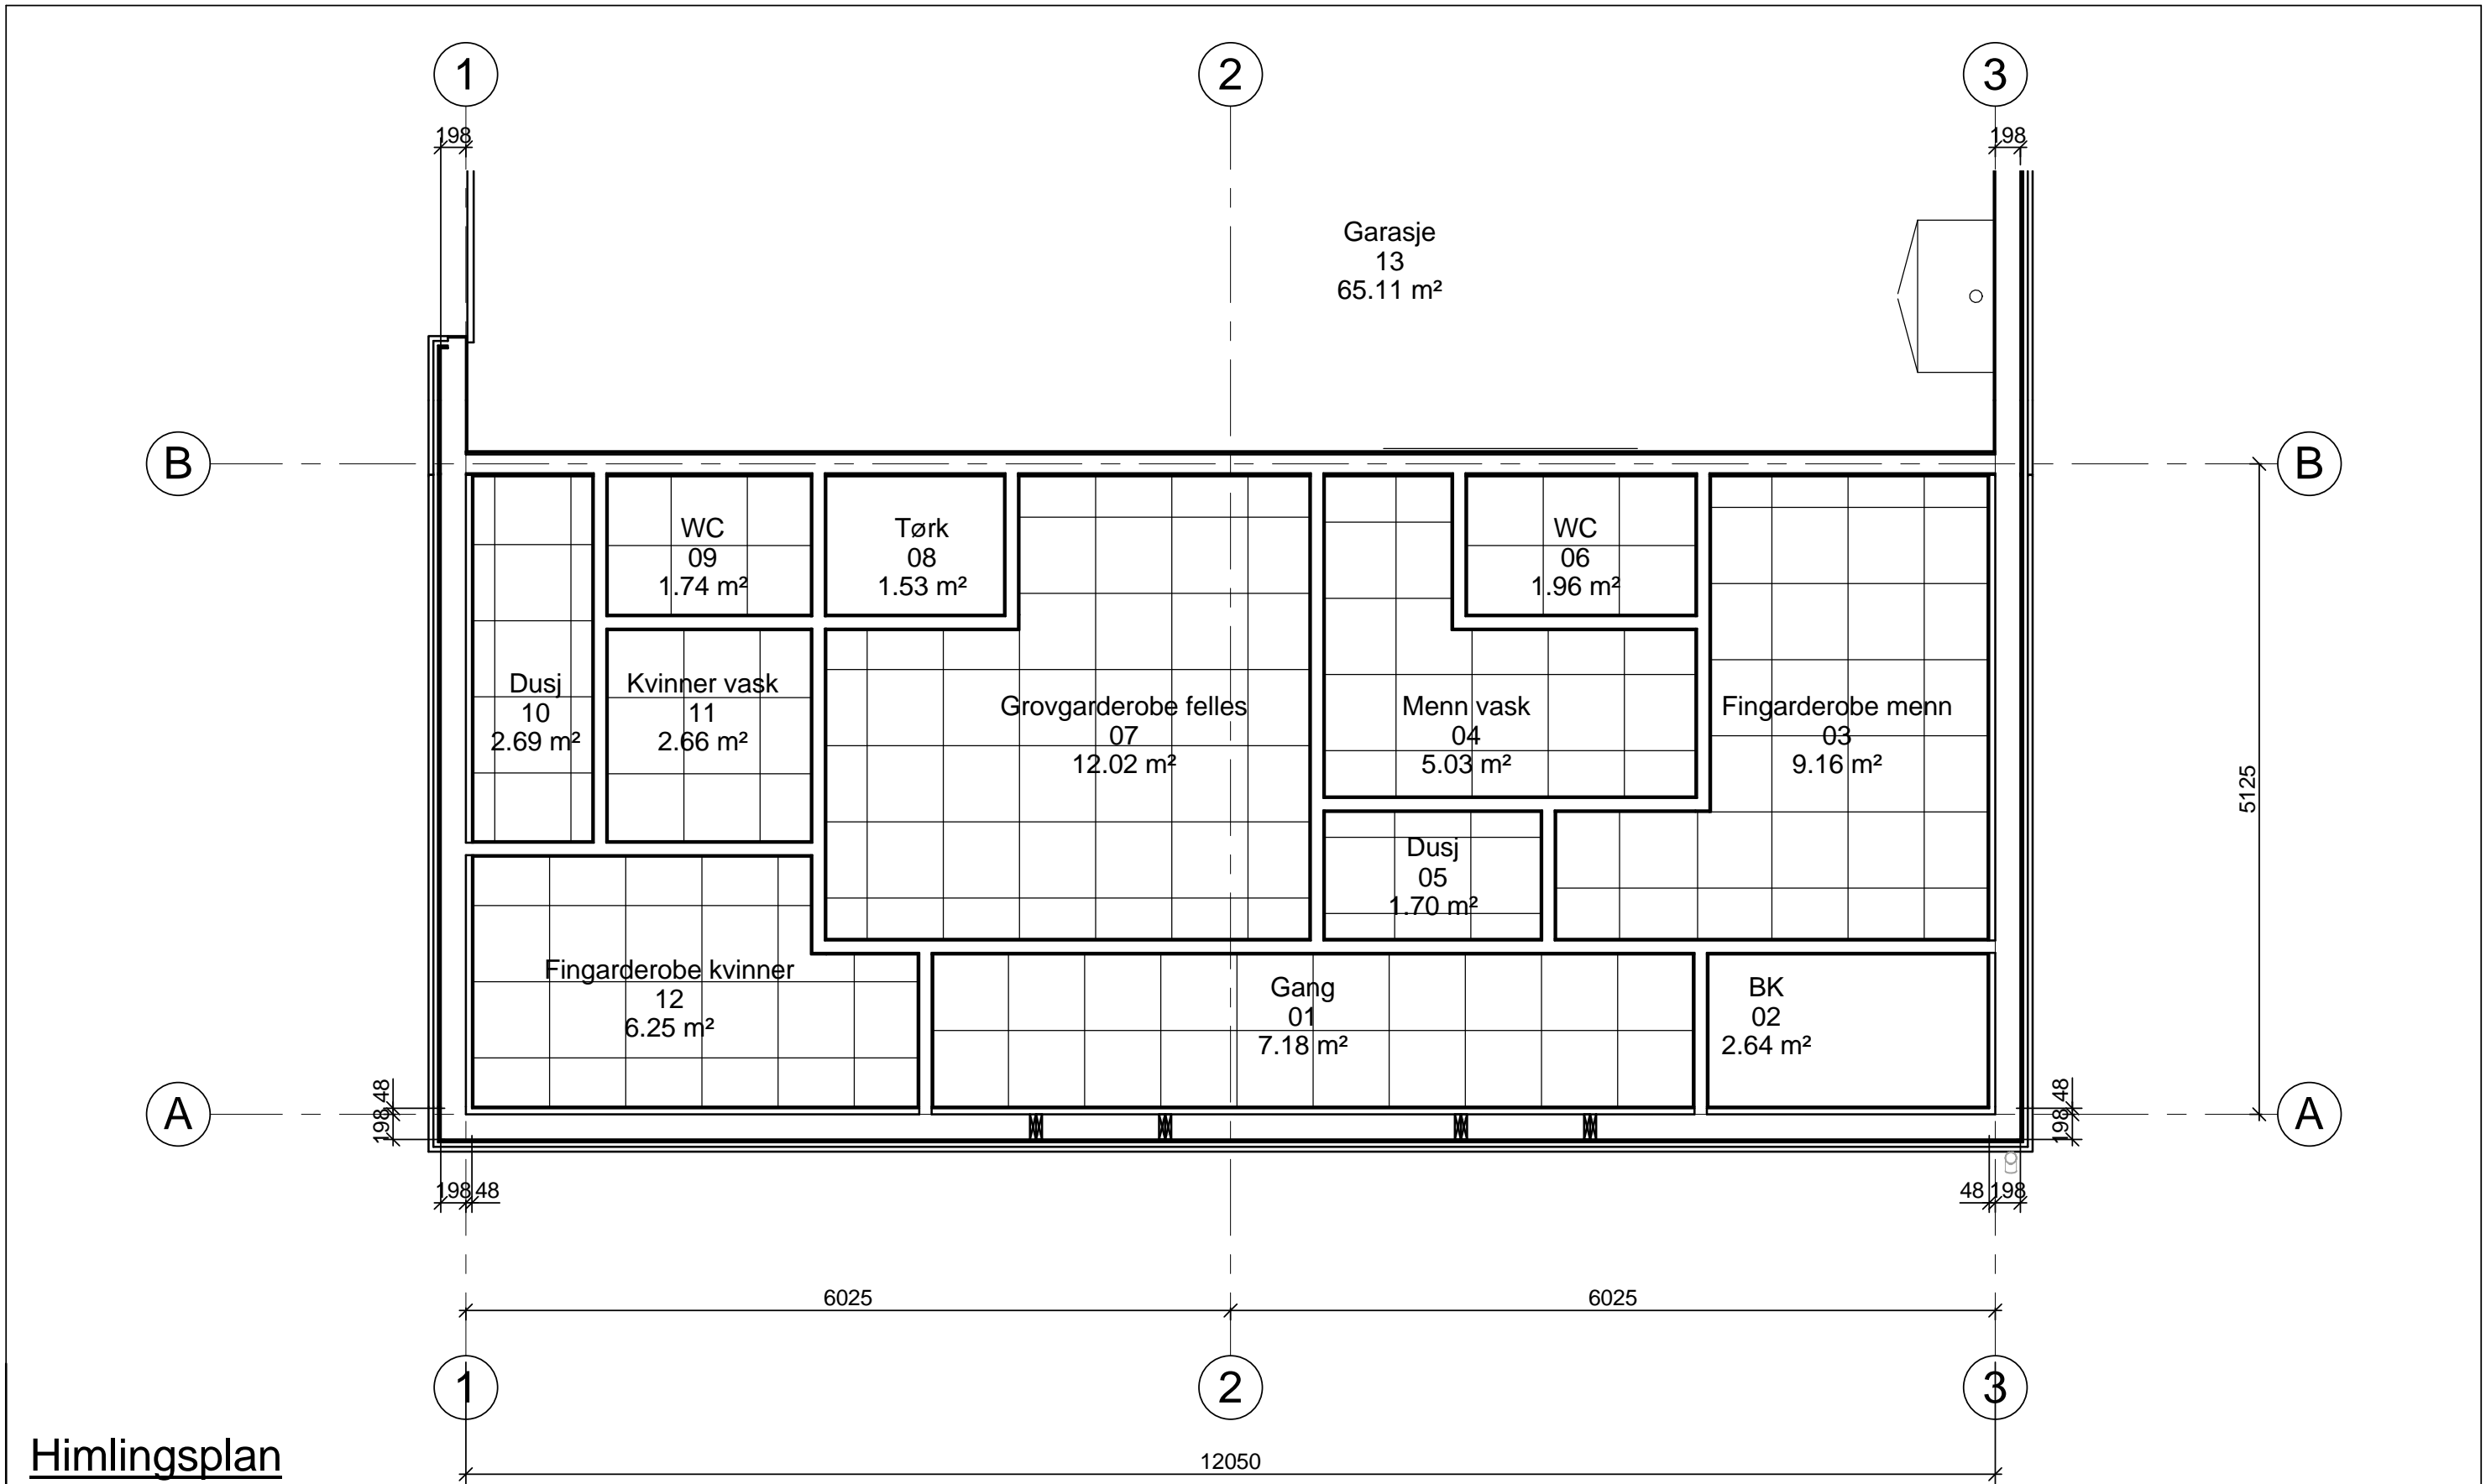 1
2
3
198
198
Garasje
13
65.11 m²
B
B
WC
09
1.74 m²
Tørk
08
1.53 m²
WC
06
1.96 m²
Dusj
10
2.69 m²
Kvinner vask
11
2.66 m²
Grovgarderobe felles
07
12.02 m²
Menn vask
04
5.03 m²
Fingarderobe menn
03
9.16 m²
5125
Dusj
05
1.70 m²
Fingarderobe kvinner
12
6.25 m²
Gang
01
7.18 m²
BK
02
2.64 m²
48
198
48
198
A
A
198 48
48 198
6025
6025
1
2
3
Himlingsplan
12050